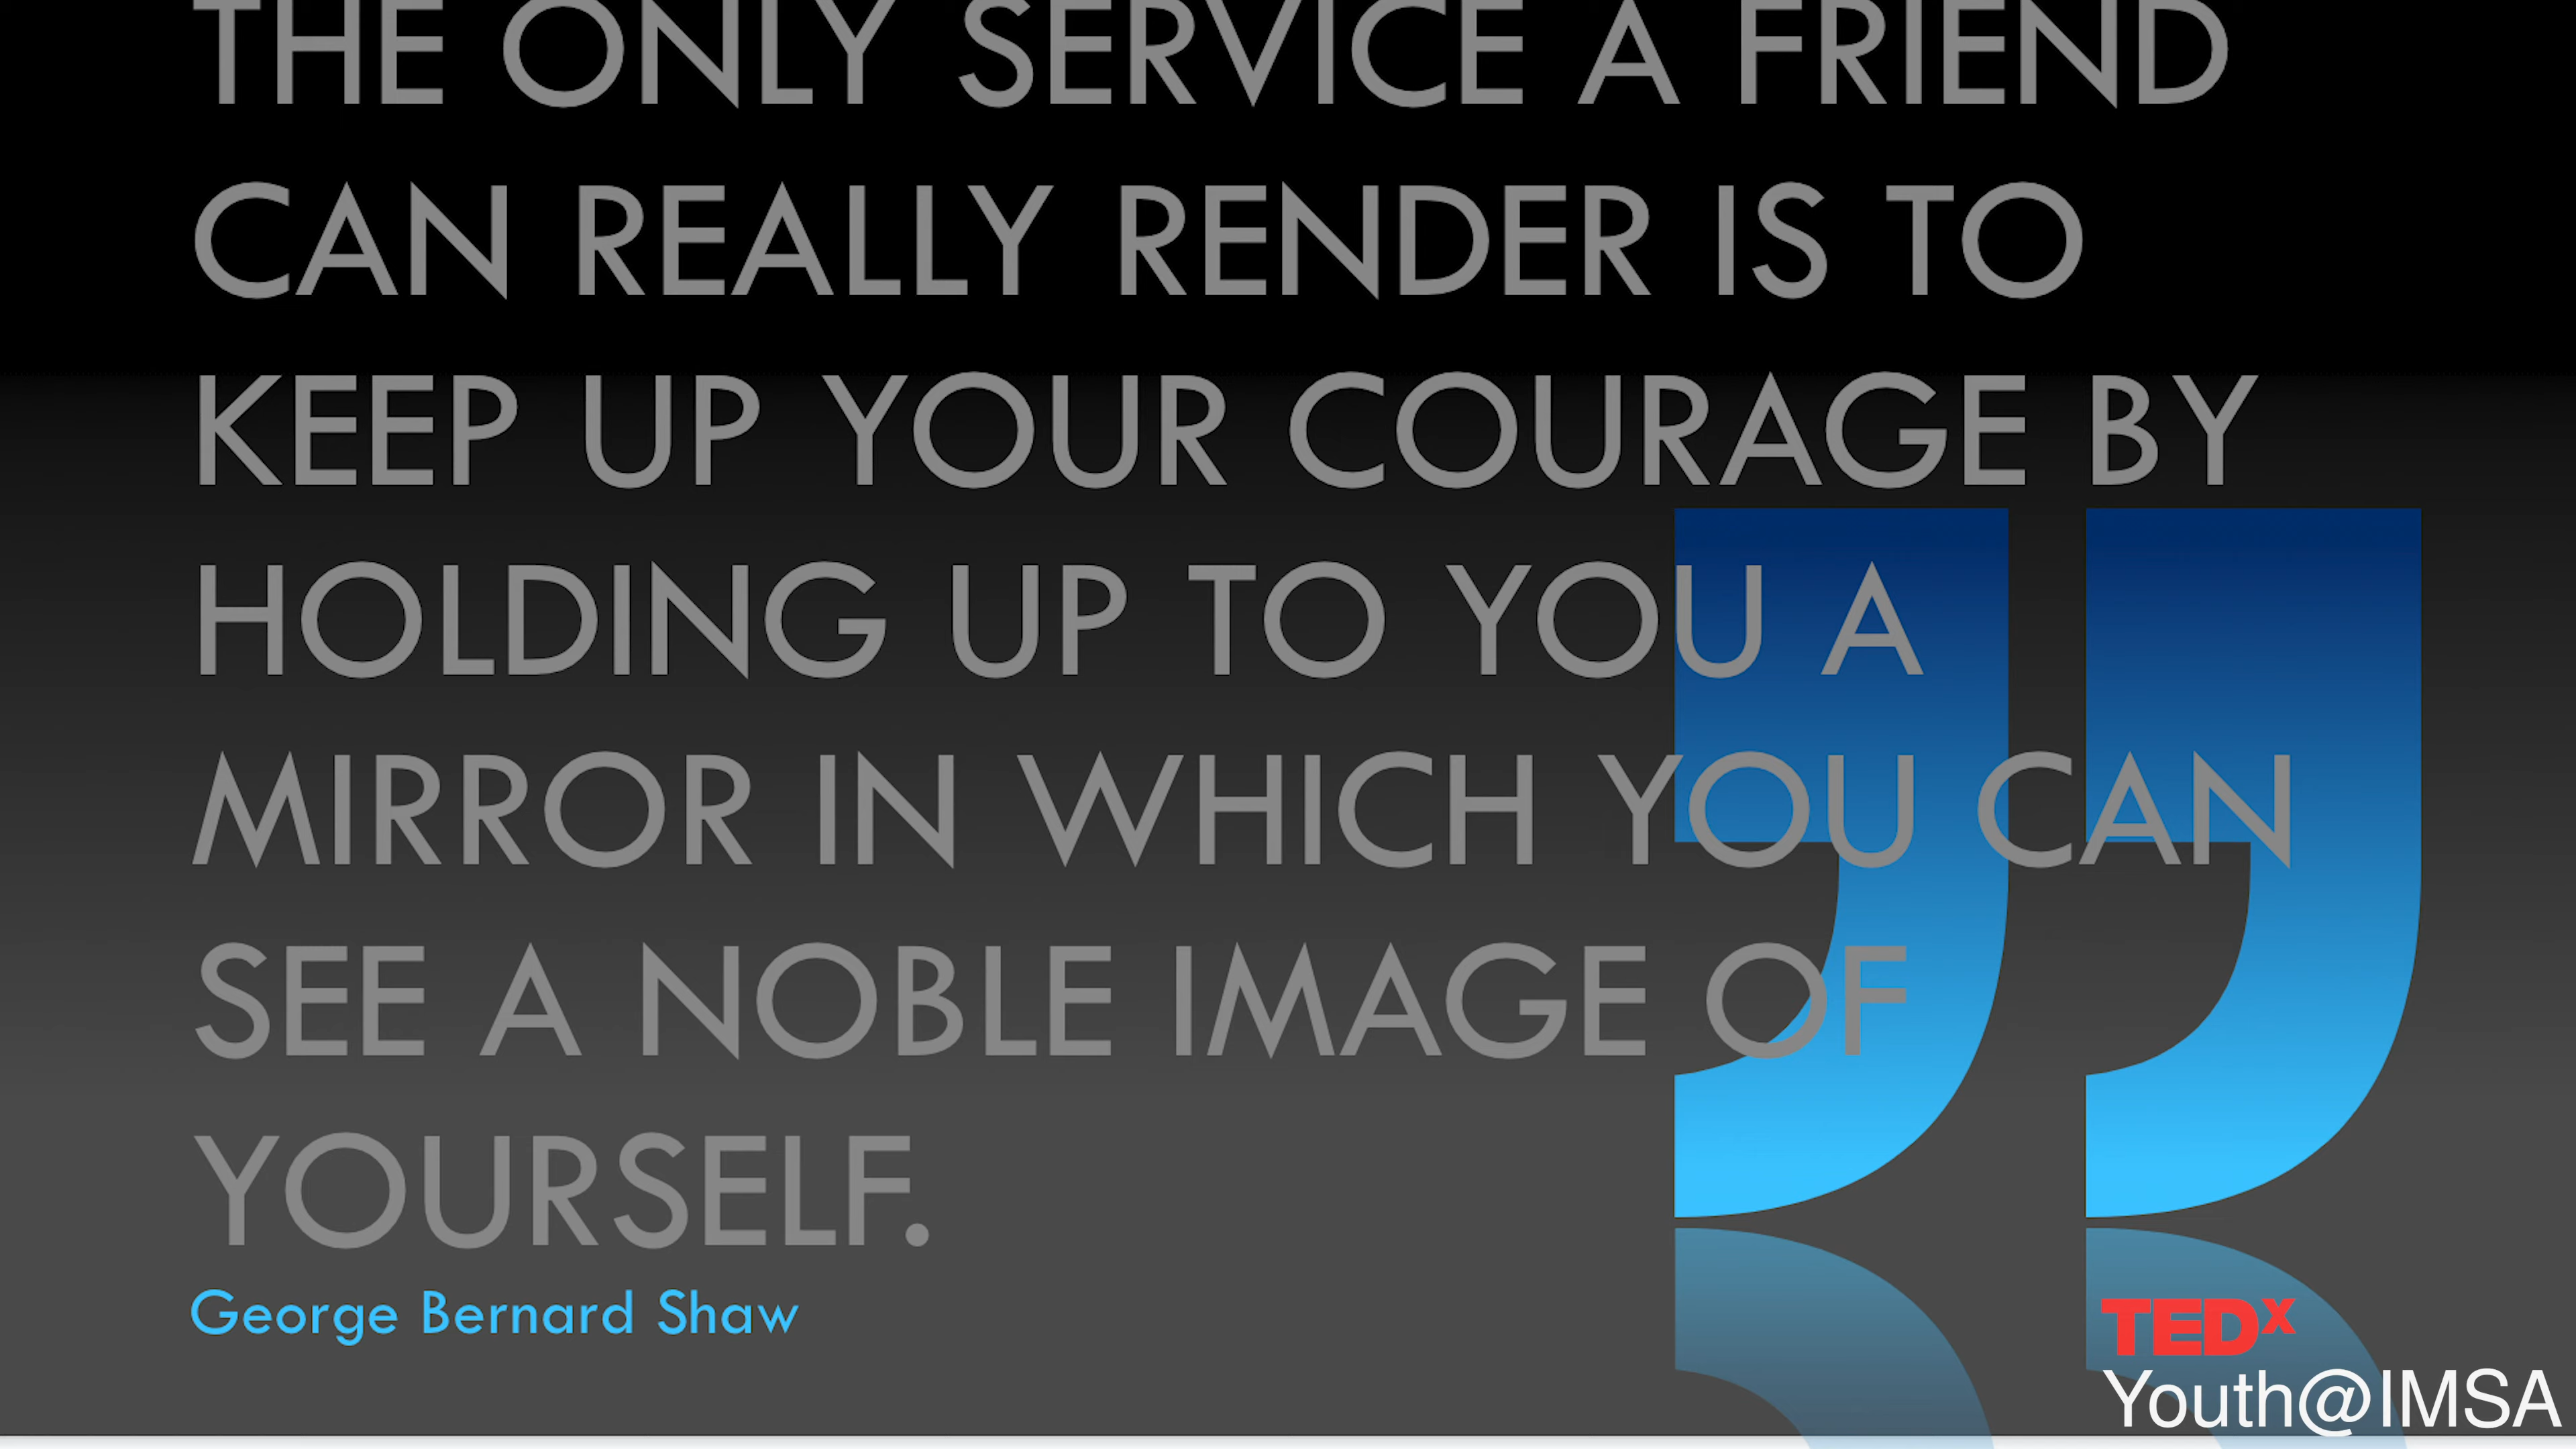 THE ONLY SERVICE A FRIEND
CAN REALLY RENDER IS TO
KEEP UP YOUR COURAGE BY
HOLDING UP TO YOU A
MIRROR IN WHICH YOU CAN
SEE A NOBLE IMAGE OF
YOURSELF.
George Bernard Shaw
TEDx
Youth@IMSA